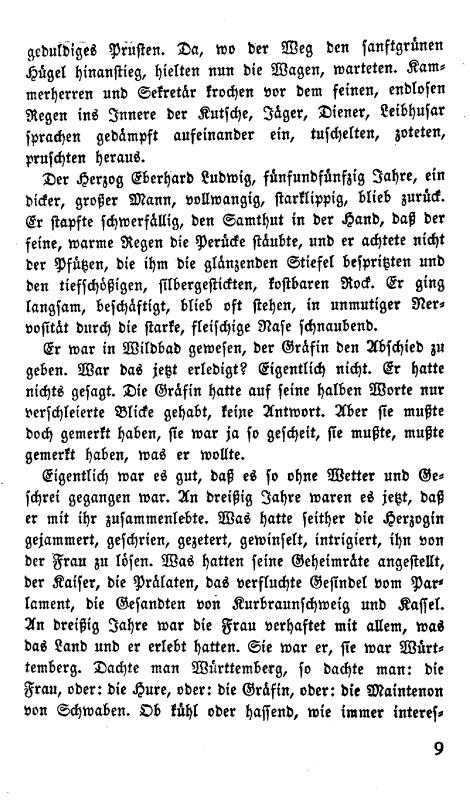 geduldiges Prusten. Da, wo der Weg den sanftgrünen
Hügel hinanstieg, hielten nun die Wagen, warteten. Kam-
merherren und Sekretär krochen vor dem feinen, endlosen
Regen ins Innere der Kutsche, Jäger, Diener, Leibhusar
sprachen gedämpft aufeinander ein, tuschelten, zoteten,
pruschten heraus.
Der Herzog Eberhard Ludwig, fünfundfünfzig Jahre, ein
dicker, großer Mann, vollwangig, starklippig, blieb zurück.
Er stapfte schwerfällig, den Samthut in der Hand, daß der
feine, warme Regen die Perücke stäubte, und er achtete nicht
der Pfützen, die ihm die glänzenden Stiefel bespritzten und
den tiefschößigen, silbergestickten, kostbaren Rock. Er ging
langsam, beschäftigt, blieb oft stehen, in unmutiger Ner-
vosität durch die starke, fleischige Nase schnaubend.
Er war in Wildbad gewesen, der Gräfin den Abschied zu
geben. War das jetzt erledigt? Eigentlich nicht. Er hatte
nichts gesagt. Die Gräfin hatte auf seine halben Worte nur
verschleierte Blicke gehabt, keine Antwort. Aber sie mußte
doch gemerkt haben, sie war ja so gescheit, sie mußte, mußte
gemerkt haben, was er wollte.
Eigentlich war es gut, daß es so ohne Wetter und Ge-
schrei gegangen war. An dreißig Jahre waren es jetzt, daß
er mit ihr zusammenlebte. Was hatte seither die Herzogin
gejammert, geschrien, gezetert, gewinselt, intrigiert, ihn von
der Frau zu lösen. Was hatten seine Geheimräte angestellt,
der Kaiser, die Prälaten, das verfluchte Gesindel vom Par-
lament, die Gesandten von Kurbraunschweig und Kassel.
An dreißig Jahre war die Frau verhaftet mit allem, was
das Land und er erlebt hatten. Sie war er, sie war Würt-
temberg. Dachte man Württemberg, so dachte man: die
Frau, oder: die Hure, oder: die Gräfin, oder: die Maintenon
von Schwaben. Ob kühl oder hassend, wie immer interes-
9